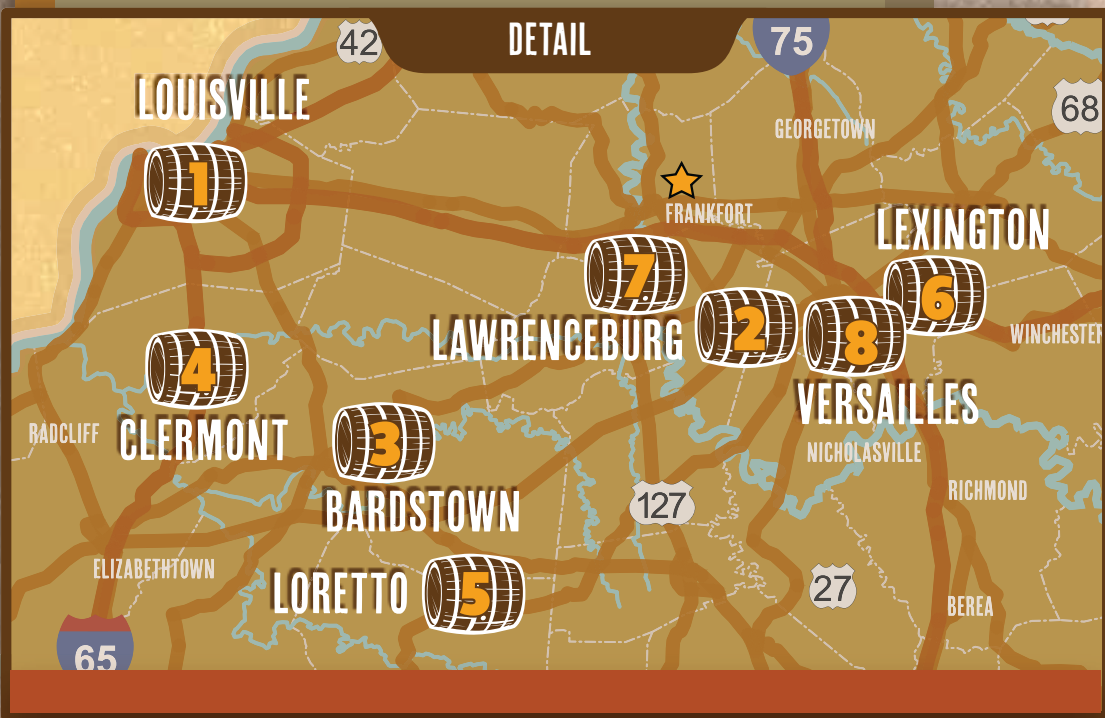 DETAIL
42
75
LOUISVILLE
68
GEORGETOWN
1
FRANKFORT
LEXINGTON
7
6
2
8
LAWRENCEBURG
WINCHESTER
4
VERSAILLES
RADCLIFF
CLERMONT
3
NICHOLASVILLE
BARDSTOWN
127
RICHMOND
ELIZABETHTOWN
LORETTO
5
27
BEREA
65